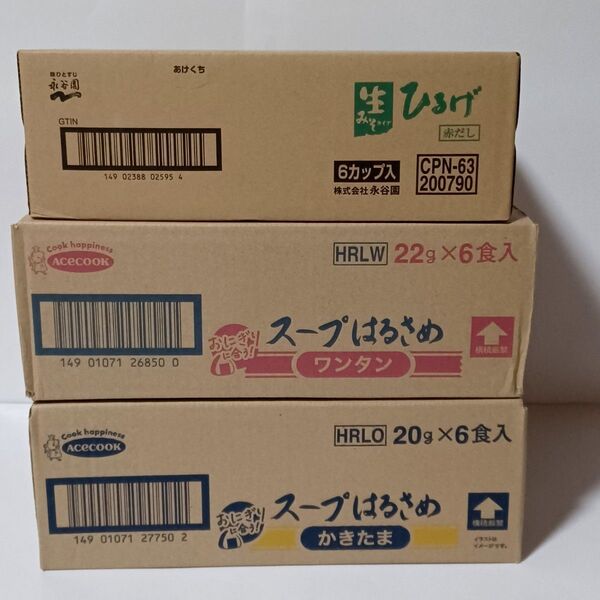 味ひとすじ
永谷園
あけくち
GTIN
149 02388 02595 4
生
みそタイプ
ひるげ
赤だし
6カップ入
株式会社 永谷園
CPN-63
200790
Cook happiness
ACECOOK
HRLW 22g×6食入
149 01071 26850 0
おにぎりに合う!
スープはるさめ
ワンタン
横積厳禁
Cook happiness
ACECOOK
HRLO 20g×6食入
149 01071 27750 2
おにぎりに合う!
スープはるさめ
かきたま
横積厳禁
イラストは
イメージです。